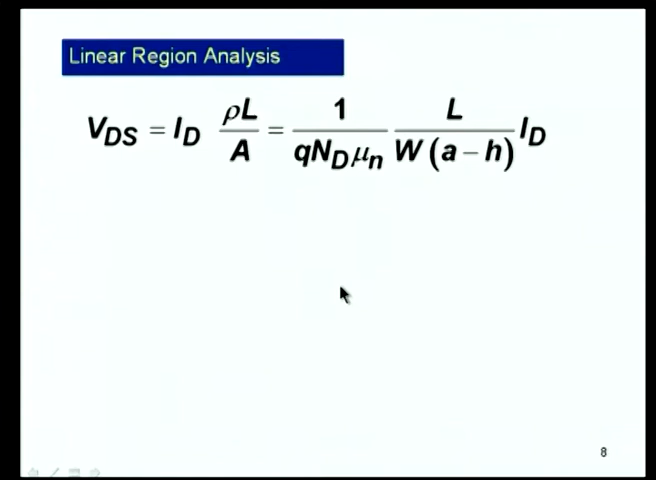 Linear Region Analysis
V_DS = I_D ρL/A = 1/(qN_Dμ_n) L/(W(a – h)) I_D
8